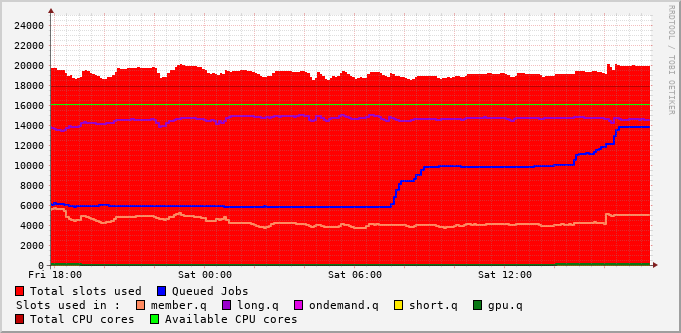 24000
22000
20000
18000
16000
14000
12000
10000
8000
6000
4000
2000
0
Fri 18:00 Sat 00:00 Sat 06:00 Sat 12:00
RRDTOOL / TOBI OETIKER
Total slots used Queued Jobs
Slots used in : member.q long.q ondemand.q short.q gpu.q
Total CPU cores Available CPU cores